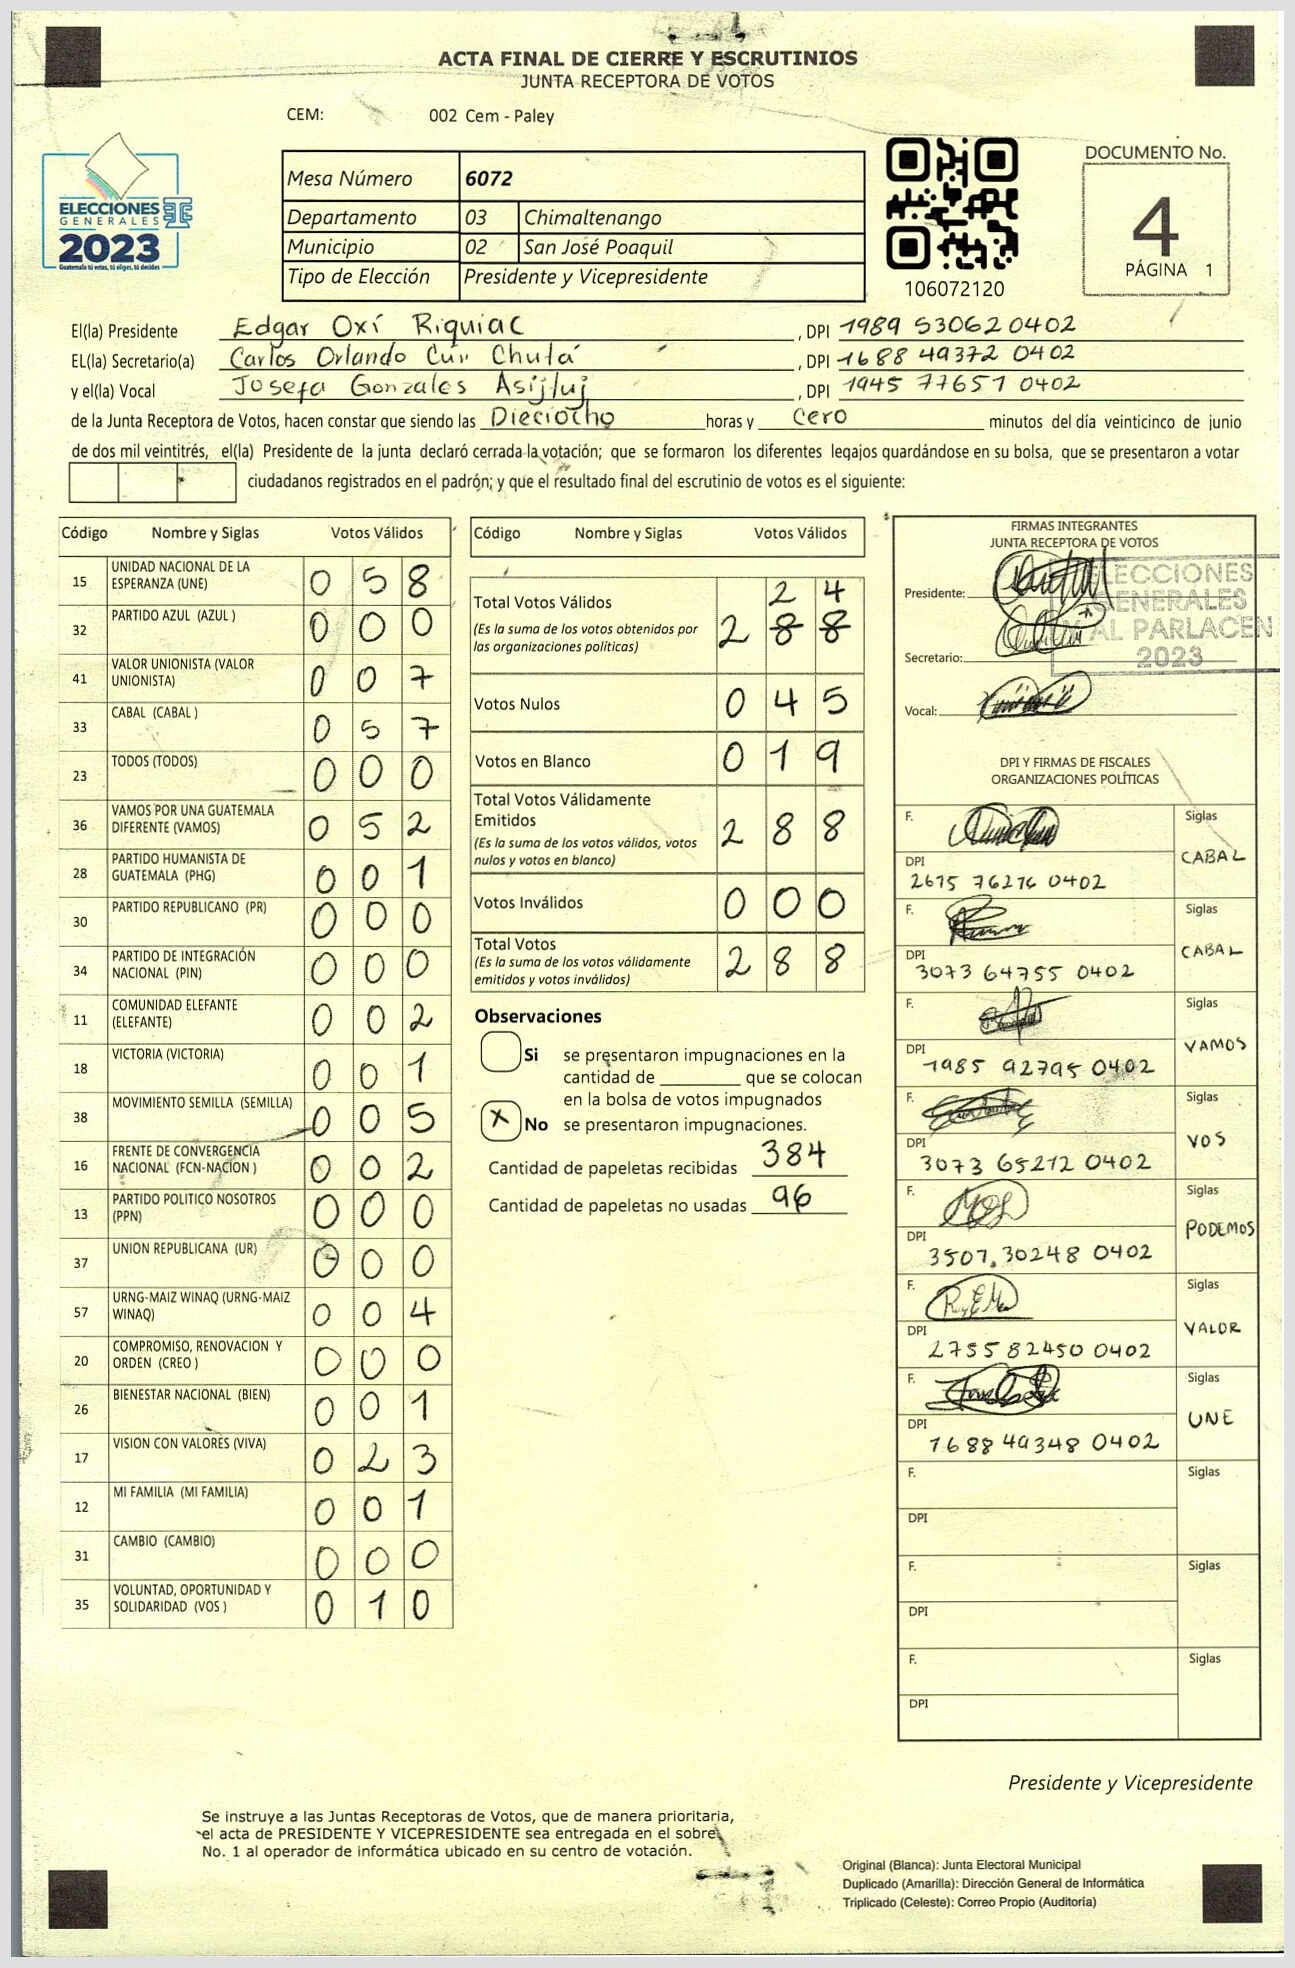 ACTA FINAL DE CIERRE Y ESCRUTINIOS
JUNTA RECEPTORA DE VOTOS
CEM: 002 Cem - Paley
ELECCIONES
GENERALES
2023
Guatemala tú votas, tú eliges, tú decides
Mesa Número 6072
Departamento 03 Chimaltenango
Municipio 02 San José Poaquil
Tipo de Elección Presidente y Vicepresidente
106072120
DOCUMENTO No.
4
PÁGINA 1
El(la) Presidente Edgar Oxí Riquiac , DPI 1989 53062 0402
EL(la) Secretario(a) Carlos Orlando Cúu Chutá , DPI 1688 49372 0402
y el(la) Vocal Josefa Gonzales Asijtuj , DPI 1945 77651 0402
de la Junta Receptora de Votos, hacen constar que siendo las Dieciocho horas y Cero minutos del día veinticinco de junio
de dos mil veintitrés, el(la) Presidente de la junta declaró cerrada la votación; que se formaron los diferentes legajos guardándose en su bolsa, que se presentaron a votar
ciudadanos registrados en el padrón; y que el resultado final del escrutinio de votos es el siguiente:
Código Nombre y Siglas Votos Válidos
15 UNIDAD NACIONAL DE LA ESPERANZA (UNE) 0 5 8
32 PARTIDO AZUL (AZUL ) 0 0 0
41 VALOR UNIONISTA (VALOR UNIONISTA) 0 0 7
33 CABAL (CABAL ) 0 5 7
23 TODOS (TODOS) 0 0 0
36 VAMOS POR UNA GUATEMALA DIFERENTE (VAMOS) 0 5 2
28 PARTIDO HUMANISTA DE GUATEMALA (PHG) 0 0 1
30 PARTIDO REPUBLICANO (PR) 0 0 0
34 PARTIDO DE INTEGRACIÓN NACIONAL (PIN) 0 0 0
11 COMUNIDAD ELEFANTE (ELEFANTE) 0 0 2
18 VICTORIA (VICTORIA) 0 0 1
38 MOVIMIENTO SEMILLA (SEMILLA) 0 0 5
16 FRENTE DE CONVERGENCIA NACIONAL (FCN-NACION ) 0 0 2
13 PARTIDO POLITICO NOSOTROS (PPN) 0 0 0
37 UNION REPUBLICANA (UR) 0 0 0
57 URNG-MAIZ WINAQ (URNG-MAIZ WINAQ) 0 0 4
20 COMPROMISO, RENOVACION Y ORDEN (CREO ) 0 0 0
26 BIENESTAR NACIONAL (BIEN) 0 0 1
17 VISION CON VALORES (VIVA) 0 2 3
12 MI FAMILIA (MI FAMILIA) 0 0 1
31 CAMBIO (CAMBIO) 0 0 0
35 VOLUNTAD, OPORTUNIDAD Y SOLIDARIDAD (VOS ) 0 1 0
Código Nombre y Siglas Votos Válidos
2 4
Total Votos Válidos 2 8 8
(Es la suma de los votos obtenidos por
las organizaciones políticas)
Votos Nulos 0 4 5
Votos en Blanco 0 1 9
Total Votos Válidamente
Emitidos 2 8 8
(Es la suma de los votos válidos, votos
nulos y votos en blanco)
Votos Inválidos 0 0 0
Total Votos 2 8 8
(Es la suma de los votos válidamente
emitidos y votos inválidos)
Observaciones
Si se presentaron impugnaciones en la
cantidad de ________ que se colocan
en la bolsa de votos impugnados
X No se presentaron impugnaciones.
Cantidad de papeletas recibidas 384
Cantidad de papeletas no usadas 96
FIRMAS INTEGRANTES
JUNTA RECEPTORA DE VOTOS
Presidente:
Secretario:
Vocal:
ELECCIONES
GENERALES
Y AL PARLACEN
2023
DPI Y FIRMAS DE FISCALES
ORGANIZACIONES POLÍTICAS
F. Siglas
CABAL
DPI
2675 76276 0402
F. Siglas
CABAL
DPI
3073 64755 0402
F. Siglas
VAMOS
DPI
1985 92795 0402
F. Siglas
VOS
DPI
3073 65212 0402
F. Siglas
PODEMOS
DPI
3507 30248 0402
F. Siglas
VALOR
DPI
2755 82450 0402
F. Siglas
UNE
DPI
1688 49348 0402
F. Siglas
DPI
F. Siglas
DPI
F. Siglas
DPI
Presidente y Vicepresidente
Se instruye a las Juntas Receptoras de Votos, que de manera prioritaria,
el acta de PRESIDENTE Y VICEPRESIDENTE sea entregada en el sobre
No. 1 al operador de informática ubicado en su centro de votación.
Original (Blanca): Junta Electoral Municipal
Duplicado (Amarilla): Dirección General de Informática
Triplicado (Celeste): Correo Propio (Auditoría)